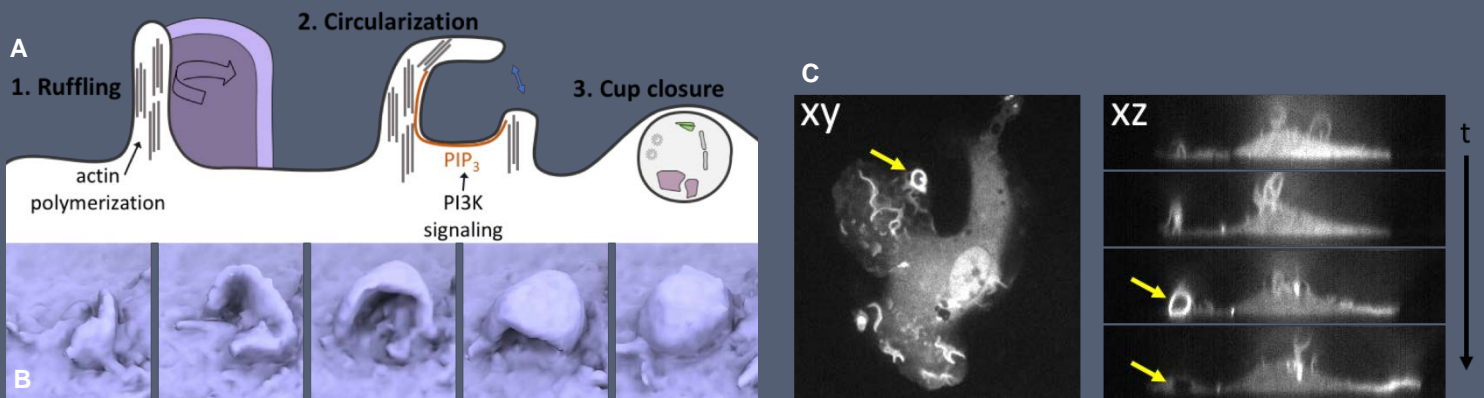 A
1. Ruffling
actin
polymerization
2. Circularization
PIP3
PI3K
signaling
3. Cup closure
B
C
xy
xz
t